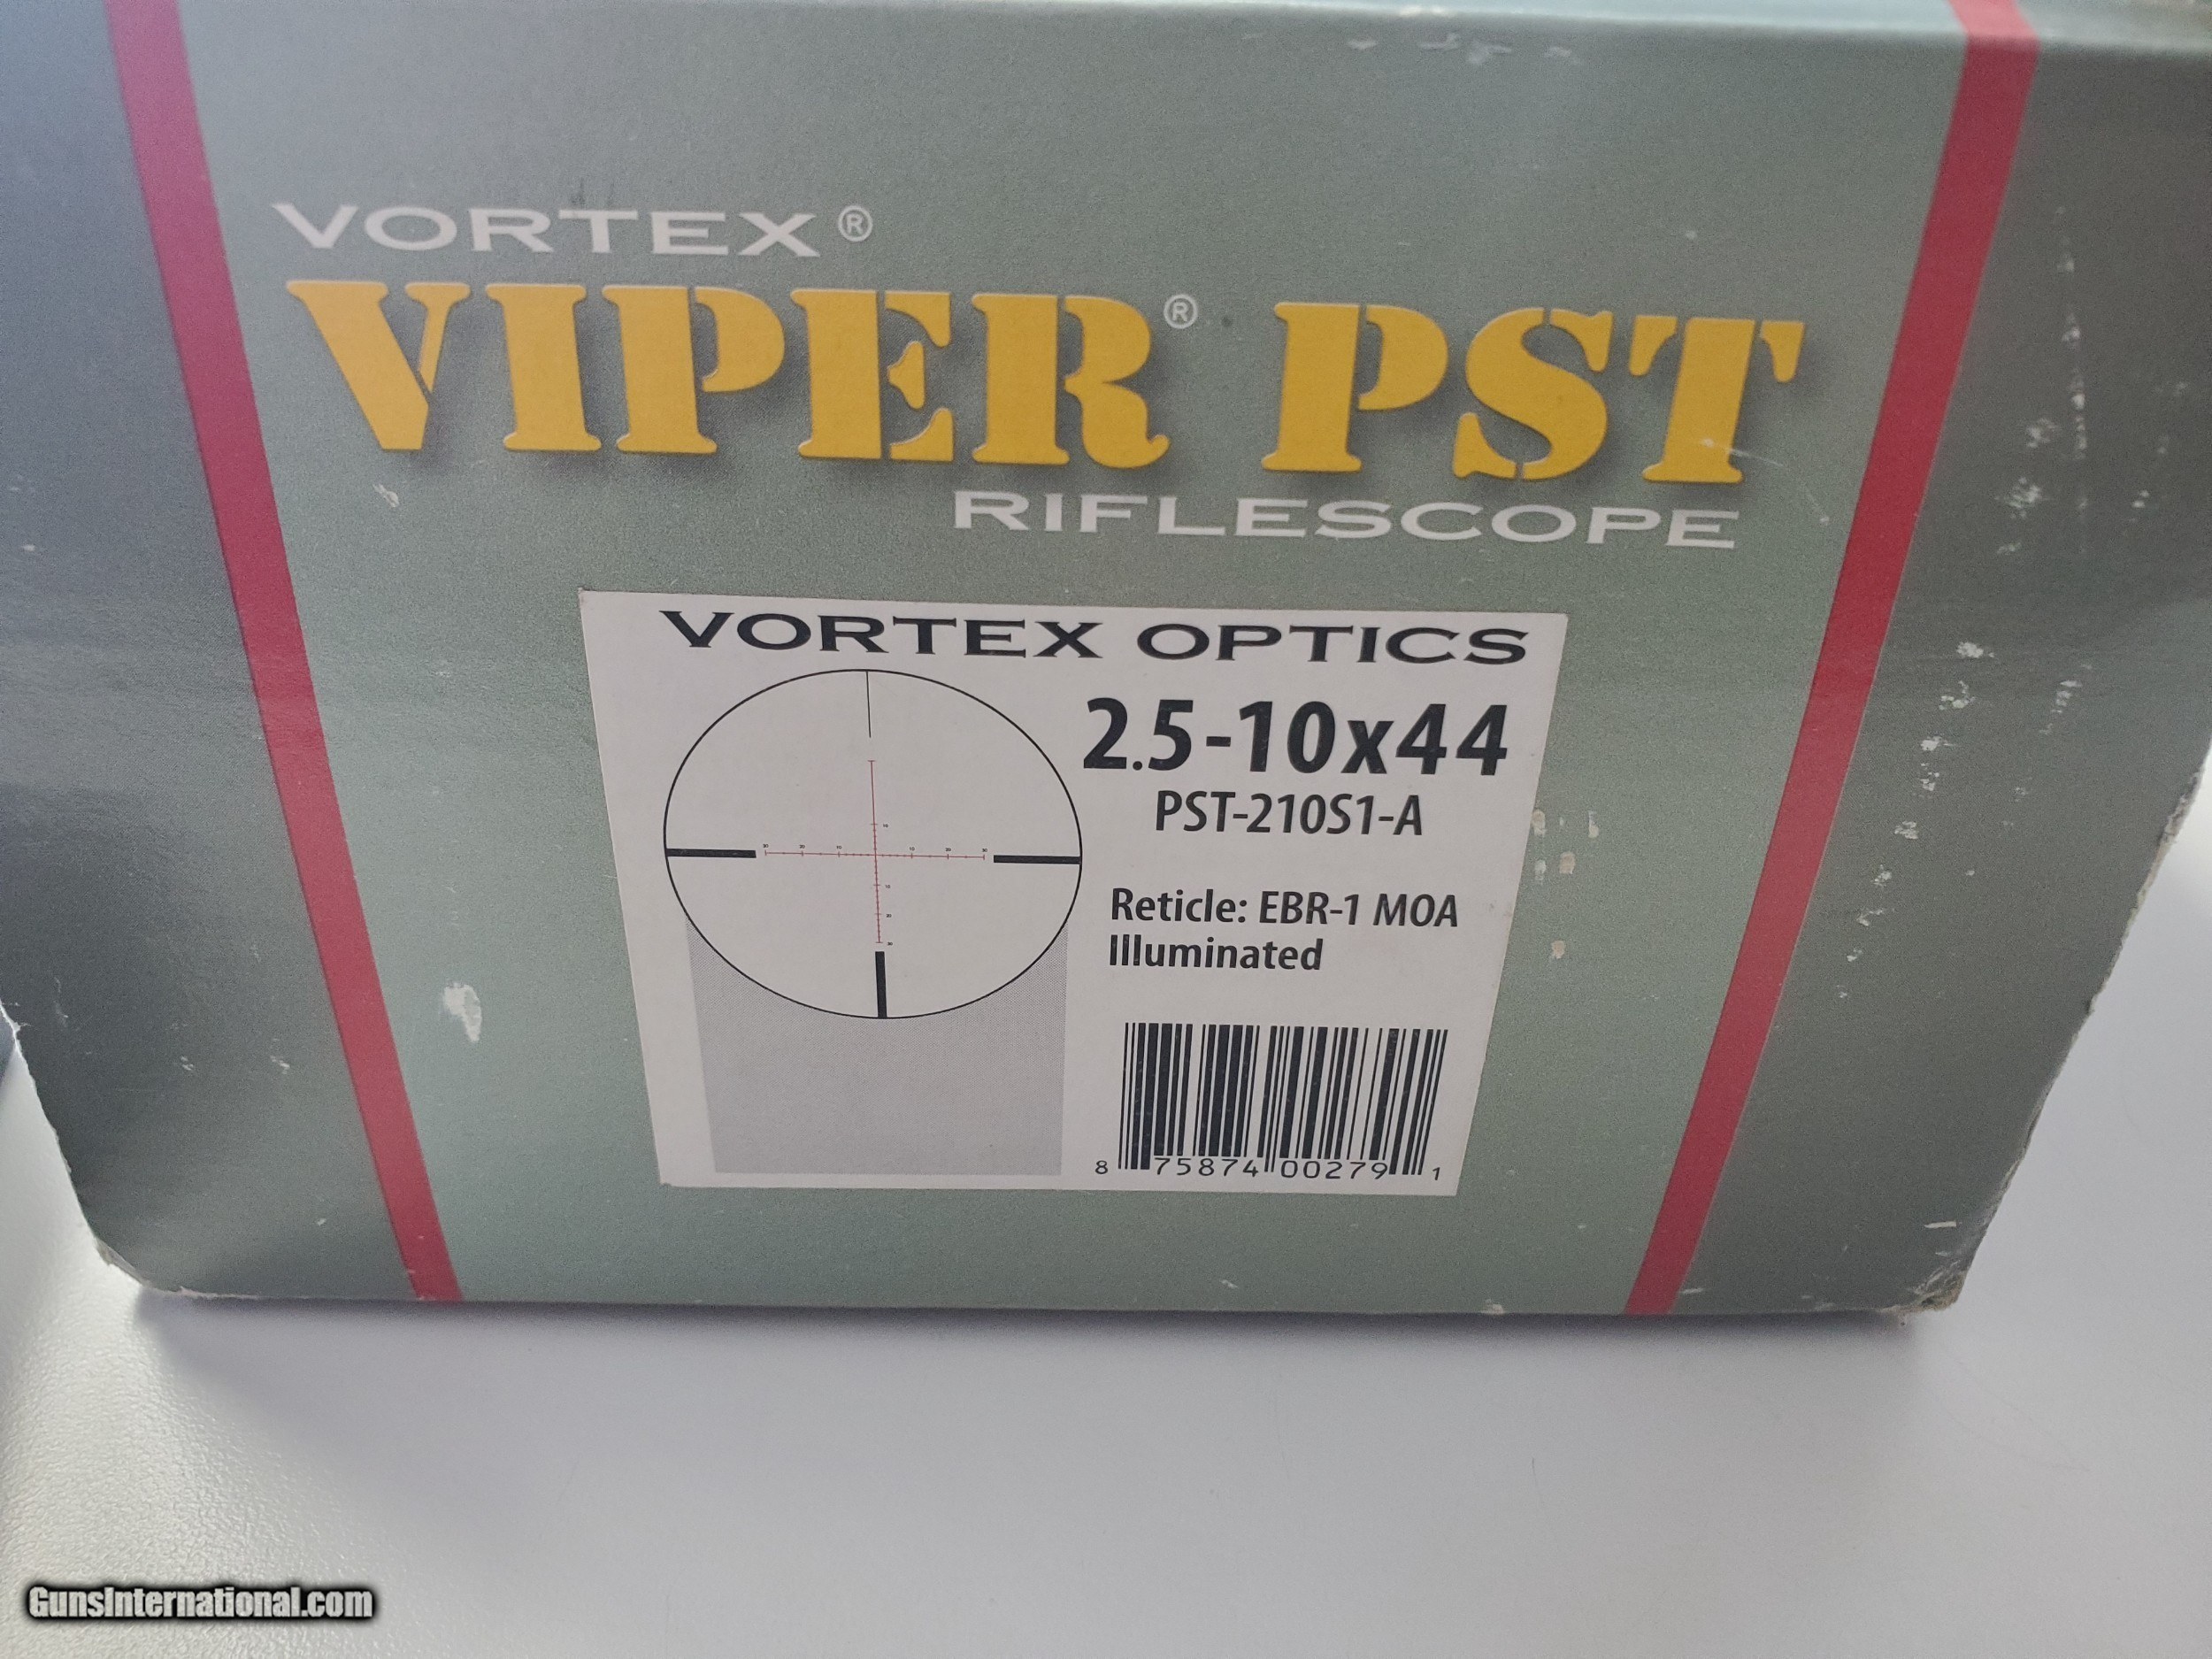 VORTEX®
VIPER® PST
RIFLESCOPE
VORTEX OPTICS
2.5-10x44
PST-210S1-A
Reticle: EBR-1 MOA
Illuminated
8 75874 00279 1
GunsInternational.com